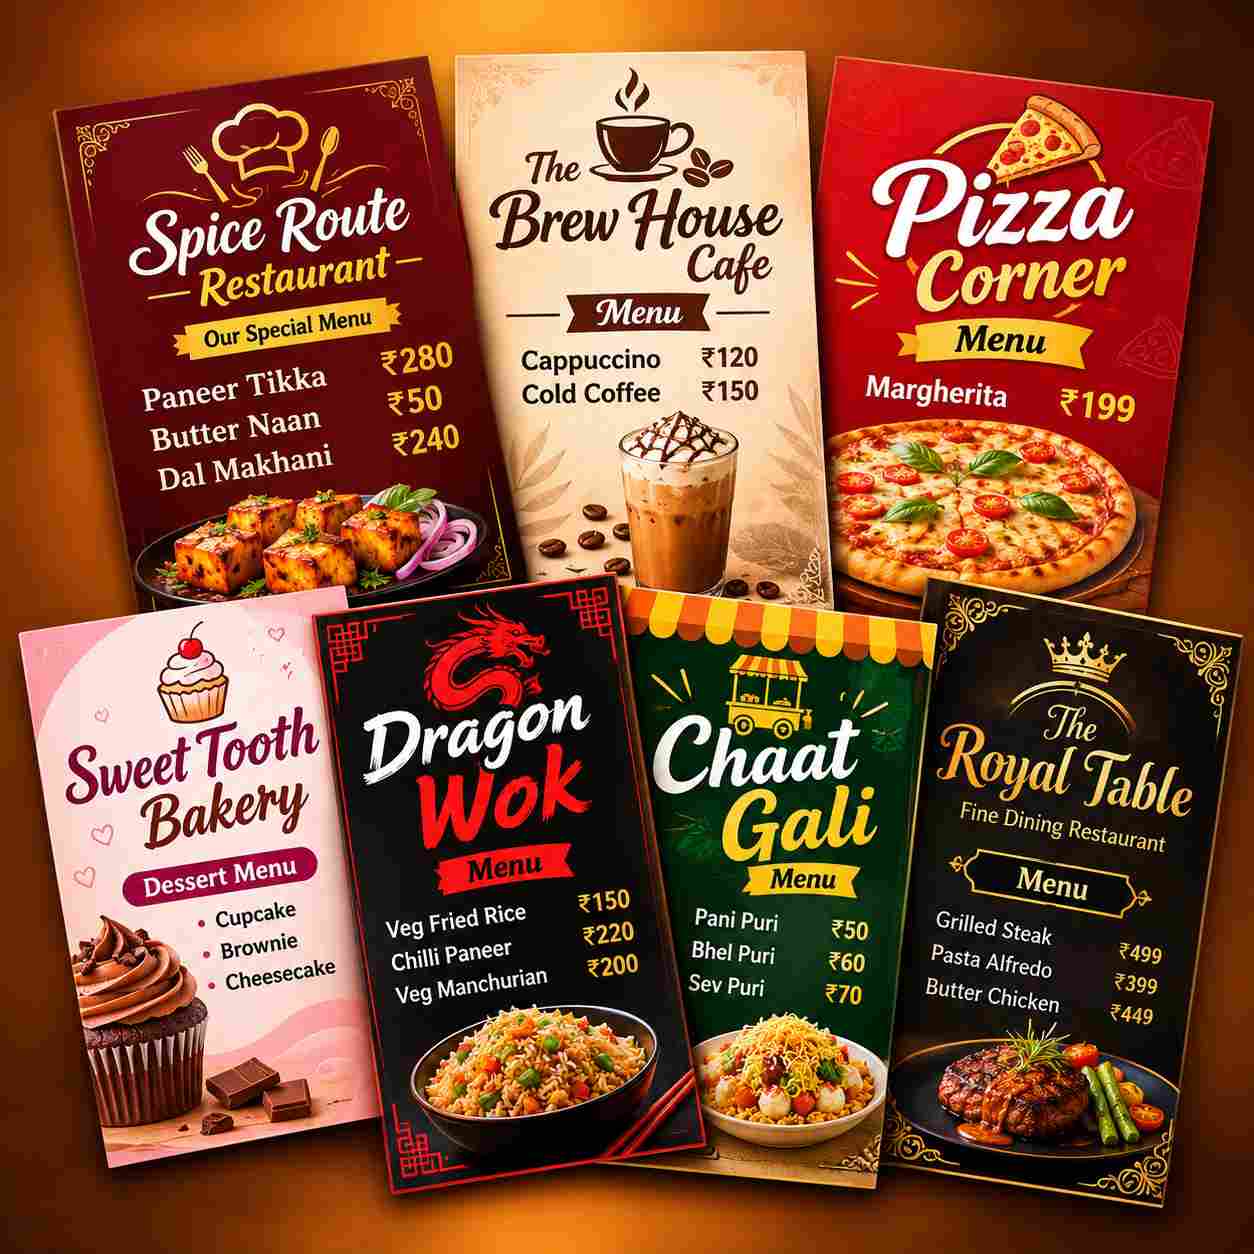 Spice Route
Restaurant
Our Special Menu
Paneer Tikka ₹280
Butter Naan ₹50
Dal Makhani ₹240
The
Brew House
Cafe
Menu
Cappuccino ₹120
Cold Coffee ₹150
Pizza
Corner
Menu
Margherita ₹199
Sweet Tooth
Bakery
Dessert Menu
• Cupcake
• Brownie
• Cheesecake
Dragon
Wok
Menu
Veg Fried Rice ₹150
Chilli Paneer ₹220
Veg Manchurian ₹200
Chaat
Gali
Menu
Pani Puri ₹50
Bhel Puri ₹60
Sev Puri ₹70
The
Royal Table
Fine Dining Restaurant
Menu
Grilled Steak ₹499
Pasta Alfredo ₹399
Butter Chicken ₹449